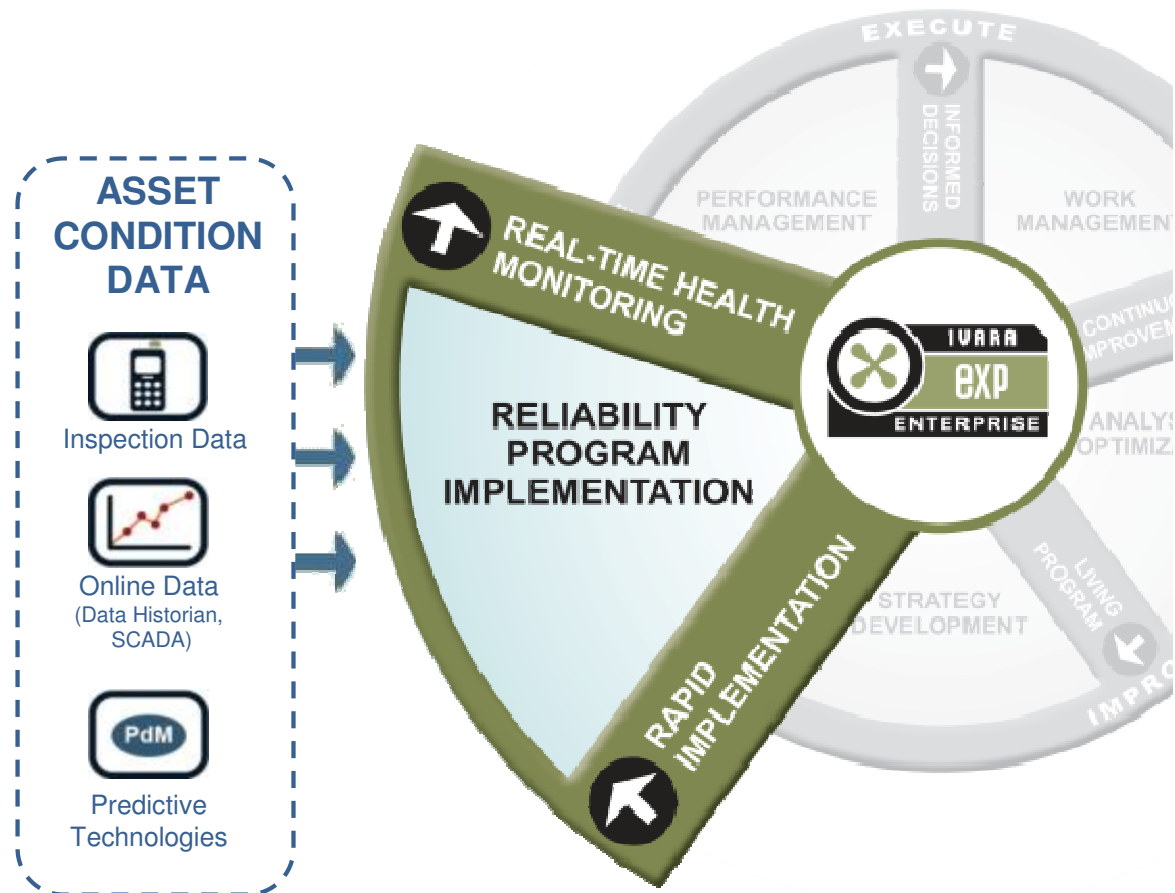 ASSET
CONDITION
DATA
Inspection Data
Online Data
(Data Historian,
SCADA)
PdM
Predictive
Technologies
REAL-TIME HEALTH
MONITORING
RELIABILITY
PROGRAM
IMPLEMENTATION
RAPID
IMPLEMENTATION
IVARA
exp
ENTERPRISE
EXECUTE
INFORMED
DECISIONS
PERFORMANCE
MANAGEMENT
WORK
MANAGEMENT
STRATEGY
DEVELOPMENT
LIVING
PROGRAM